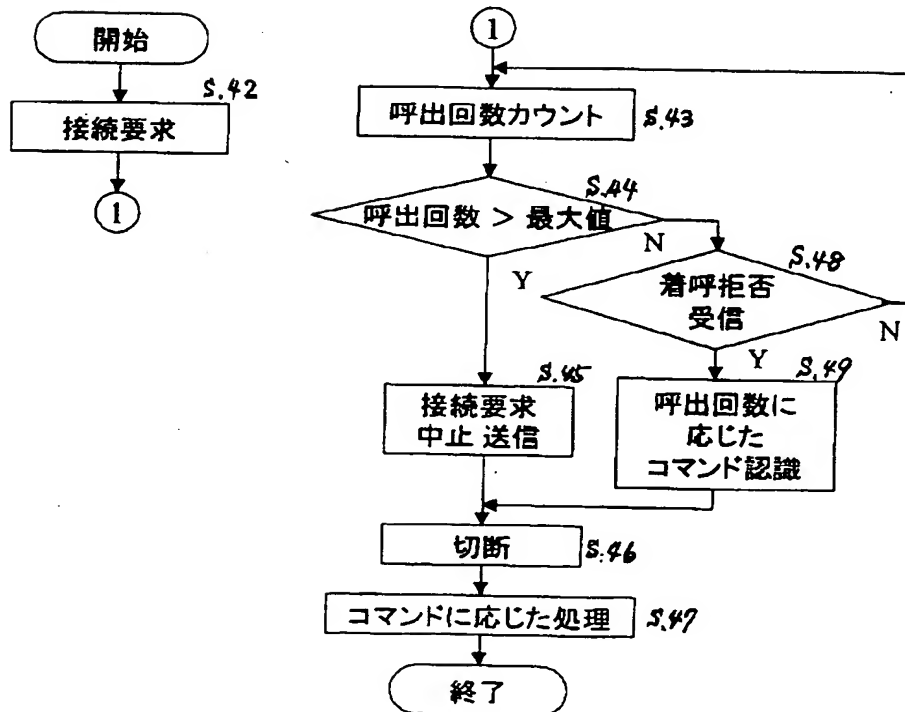 開始
S.42
接続要求
1
1
呼出回数カウント
S.43
S.44
呼出回数 > 最大値
N
Y
S.48
着呼拒否
受信
N
Y
S.45
接続要求
中止 送信
S.49
呼出回数に
応じた
コマンド認識
切断
S.46
コマンドに応じた処理
S.47
終了